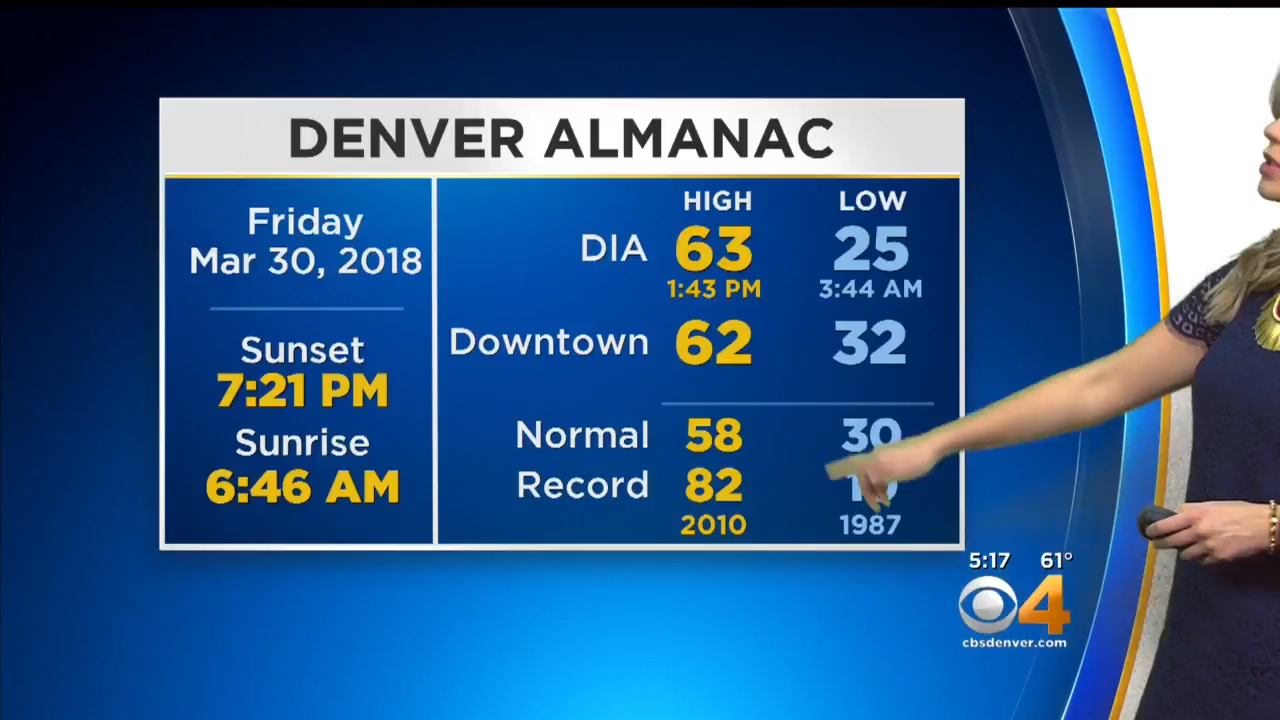 DENVER ALMANAC
Friday
Mar 30, 2018
Sunset
7:21 PM
Sunrise
6:46 AM
HIGH LOW
DIA 63 25
1:43 PM 3:44 AM
Downtown 62 32
Normal 58 30
Record 82
2010 1987
5:17 61°
4
cbsdenver.com